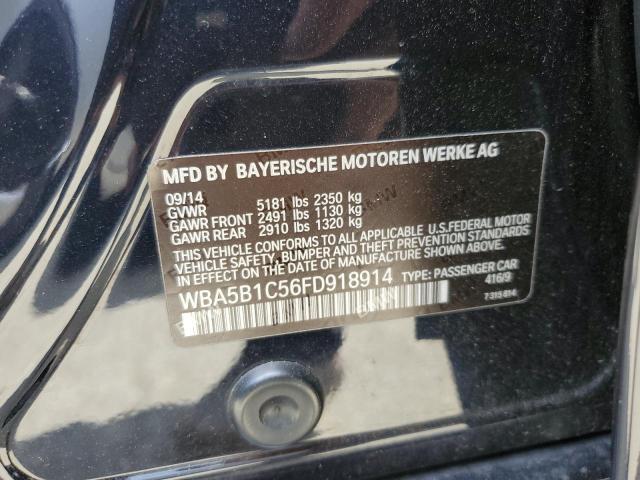 MFD BY BAYERISCHE MOTOREN WERKE AG
09/14
GVWR 5181 lbs 2350 kg
GAWR FRONT 2491 lbs 1130 kg
GAWR REAR 2910 lbs 1320 kg
THIS VEHICLE CONFORMS TO ALL APPLICABLE U.S.FEDERAL MOTOR
VEHICLE SAFETY, BUMPER AND THEFT PREVENTION STANDARDS
IN EFFECT ON THE DATE OF MANUFACTURE SHOWN ABOVE.
WBA5B1C56FD918914 TYPE: PASSENGER CAR
416/9
7 315 814